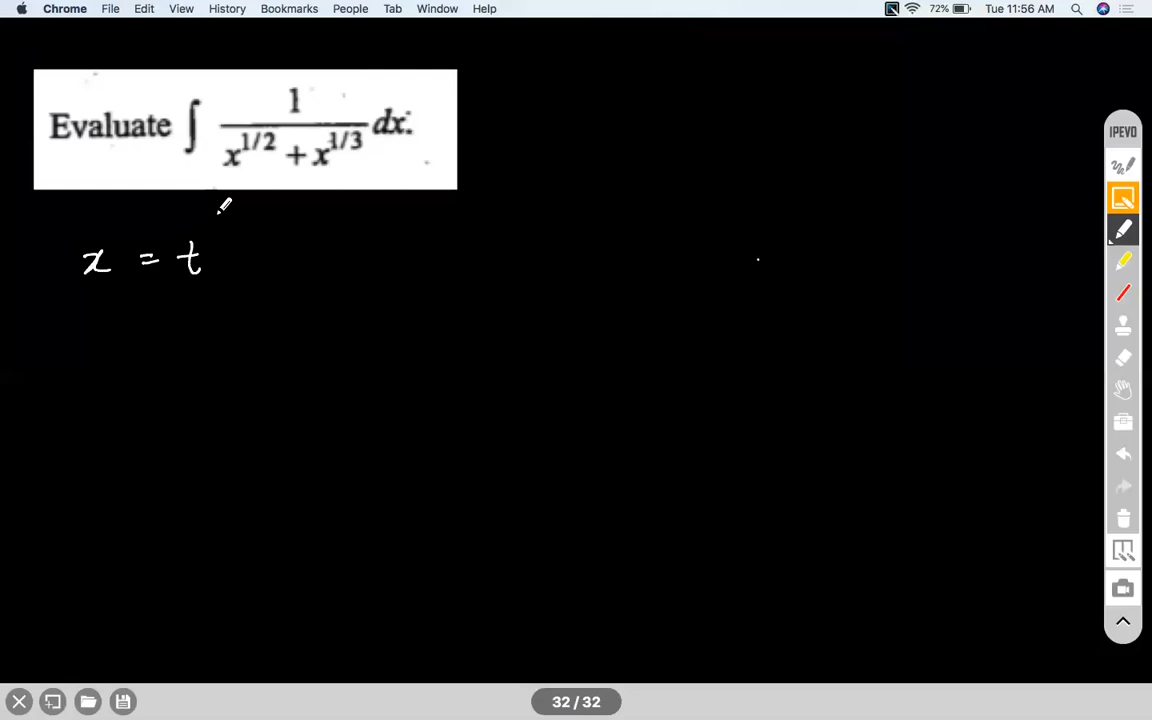 Chrome File Edit View History Bookmarks People Tab Window Help 72% Tue 11:56 AM
Evaluate ∫ 1/(x^{1/2} + x^{1/3}) dx.
IPEVO
x = t
32 / 32